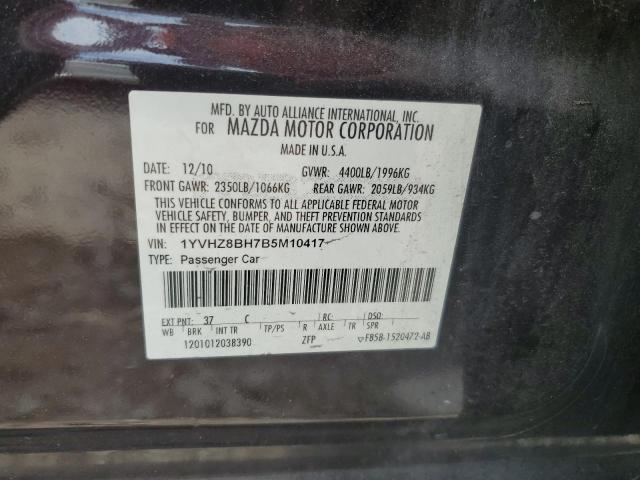 MFD. BY AUTO ALLIANCE INTERNATIONAL, INC.
FOR MAZDA MOTOR CORPORATION
MADE IN U.S.A.
DATE: 12/10 GVWR: 4400LB/1996KG
FRONT GAWR: 2350LB/1066KG REAR GAWR: 2059LB/934KG
THIS VEHICLE CONFORMS TO ALL APPLICABLE FEDERAL MOTOR
VEHICLE SAFETY, BUMPER, AND THEFT PREVENTION STANDARDS
IN EFFECT ON THE DATE OF MANUFACTURE SHOWN ABOVE.
VIN: 1YVHZ8BH7B5M10417
TYPE: Passenger Car
EXT PNT: 37 C RC: DSO:
WB BRK INT TR TP/PS R AXLE TR SPR
1201012038390 ZFP ▽FB5B-1520472-AB